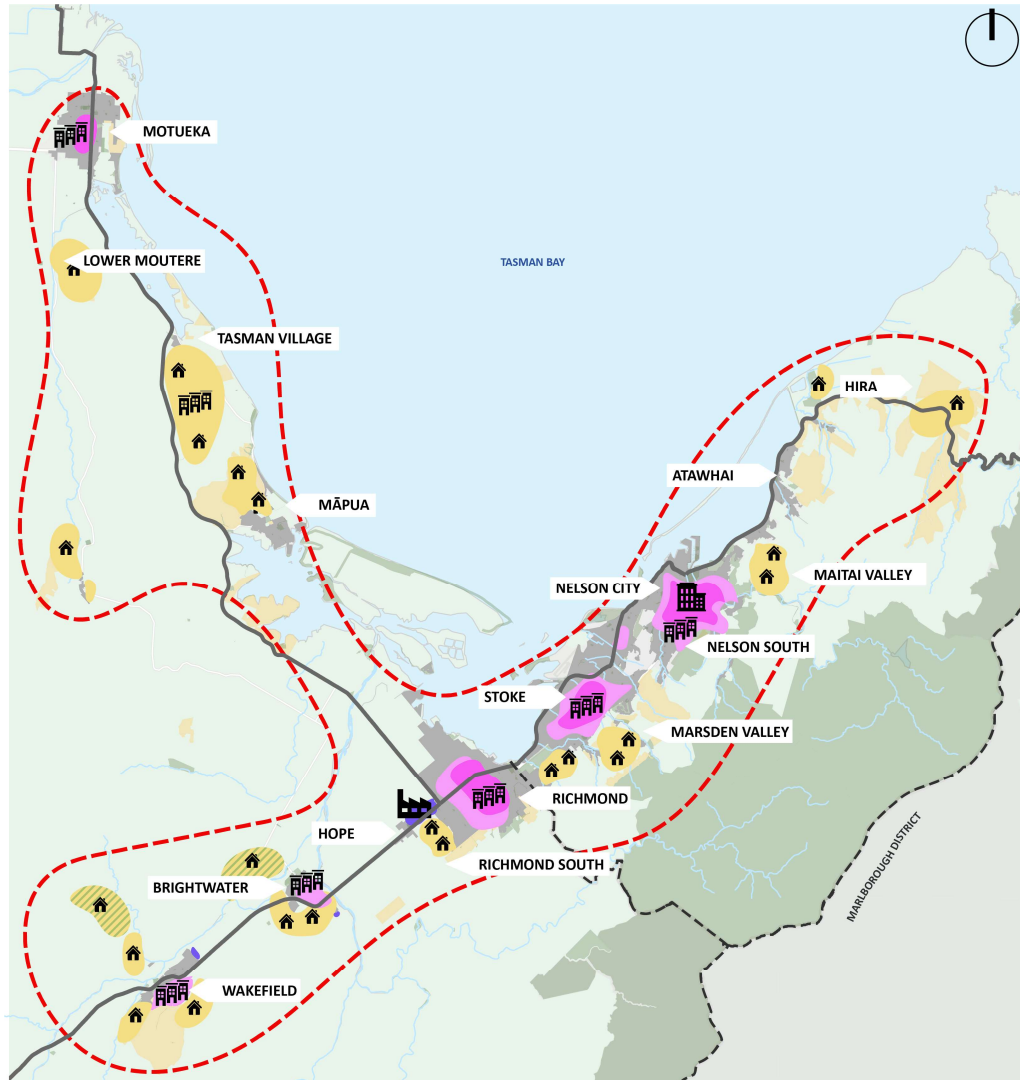 MOTUEKA
LOWER MOUTERE
TASMAN BAY
TASMAN VILLAGE
HIRA
ATAWHAI
MĀPUA
MAITAI VALLEY
NELSON CITY
NELSON SOUTH
STOKE
MARSDEN VALLEY
RICHMOND
HOPE
RICHMOND SOUTH
MARLBOROUGH DISTRICT
BRIGHTWATER
WAKEFIELD